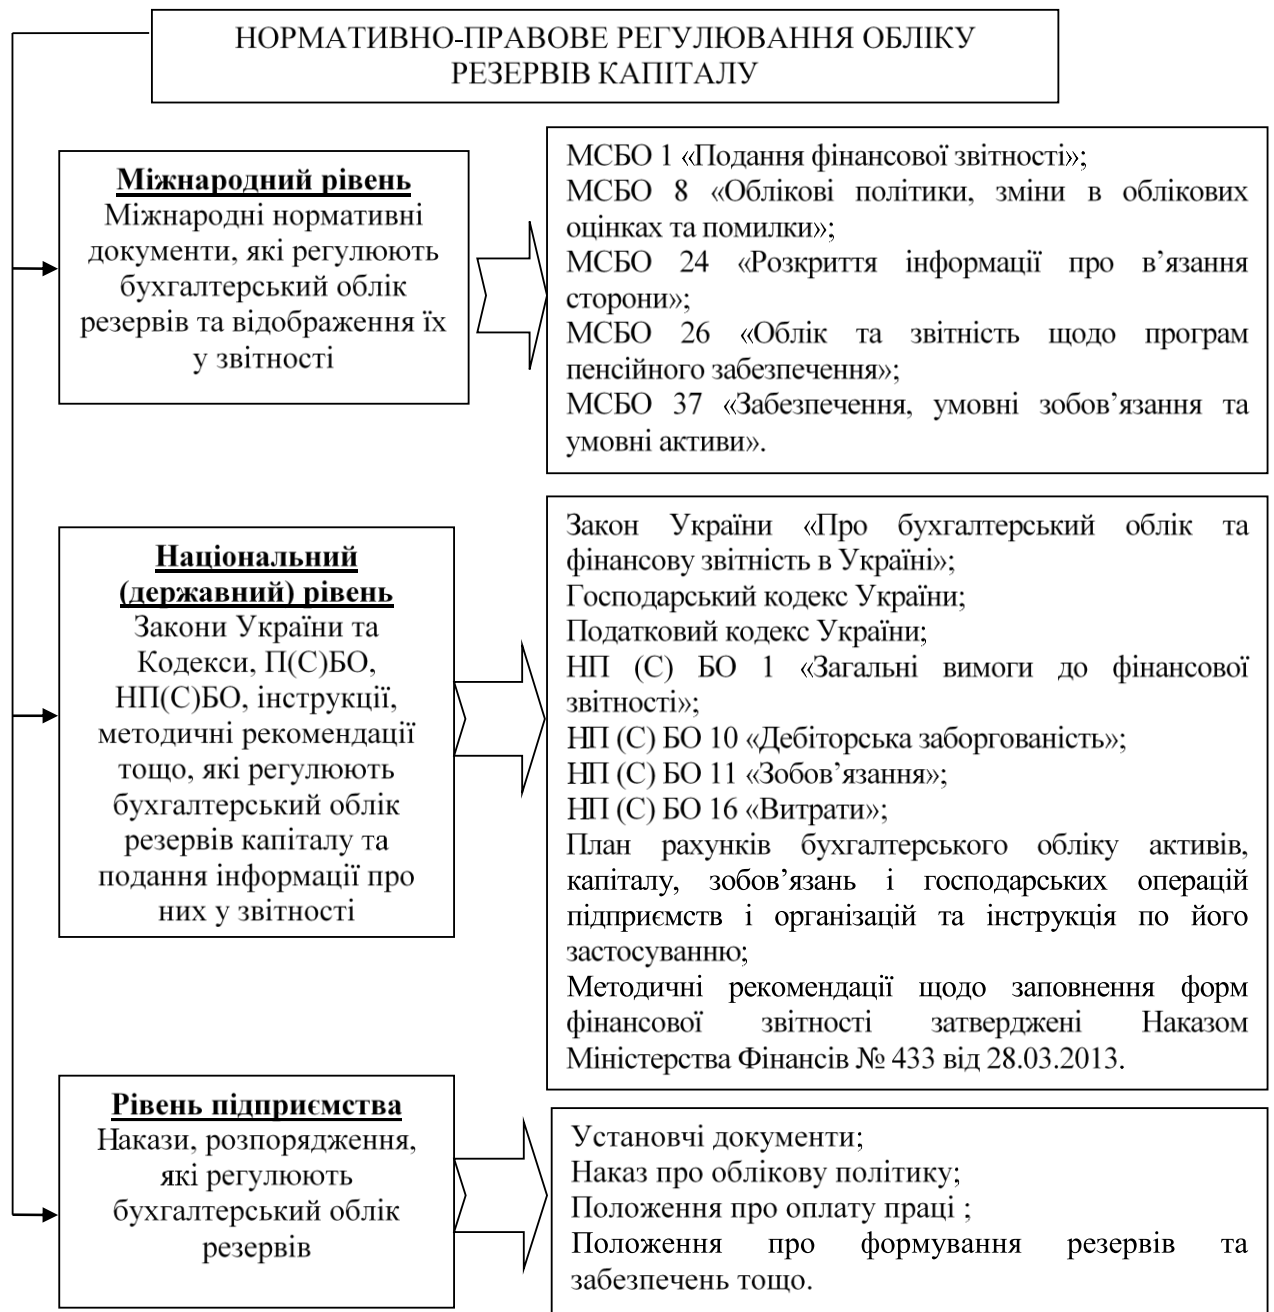 НОРМАТИВНО-ПРАВОВЕ РЕГУЛЮВАННЯ ОБЛІКУ
РЕЗЕРВІВ КАПІТАЛУ
Міжнародний рівень
Міжнародні нормативні
документи, які регулюють
бухгалтерський облік
резервів та відображення їх
у звітності
МСБО 1 «Подання фінансової звітності»;
МСБО 8 «Облікові політики, зміни в облікових
оцінках та помилки»;
МСБО 24 «Розкриття інформації про в’язання
сторони»;
МСБО 26 «Облік та звітність щодо програм
пенсійного забезпечення»;
МСБО 37 «Забезпечення, умовні зобов’язання та
умовні активи».
Національний
(державний) рівень
Закони України та
Кодекси, П(С)БО,
НП(С)БО, інструкції,
методичні рекомендації
тощо, які регулюють
бухгалтерський облік
резервів капіталу та
подання інформації про
них у звітності
Закон України «Про бухгалтерський облік та
фінансову звітність в Україні»;
Господарський кодекс України;
Податковий кодекс України;
НП (С) БО 1 «Загальні вимоги до фінансової
звітності»;
НП (С) БО 10 «Дебіторська заборгованість»;
НП (С) БО 11 «Зобов’язання»;
НП (С) БО 16 «Витрати»;
План рахунків бухгалтерського обліку активів,
капіталу, зобов’язань і господарських операцій
підприємств і організацій та інструкція по його
застосуванню;
Методичні рекомендації щодо заповнення форм
фінансової звітності затверджені Наказом
Міністерства Фінансів № 433 від 28.03.2013.
Рівень підприємства
Накази, розпорядження,
які регулюють
бухгалтерський облік
резервів
Установчі документи;
Наказ про облікову політику;
Положення про оплату праці ;
Положення про формування резервів та
забезпечень тощо.